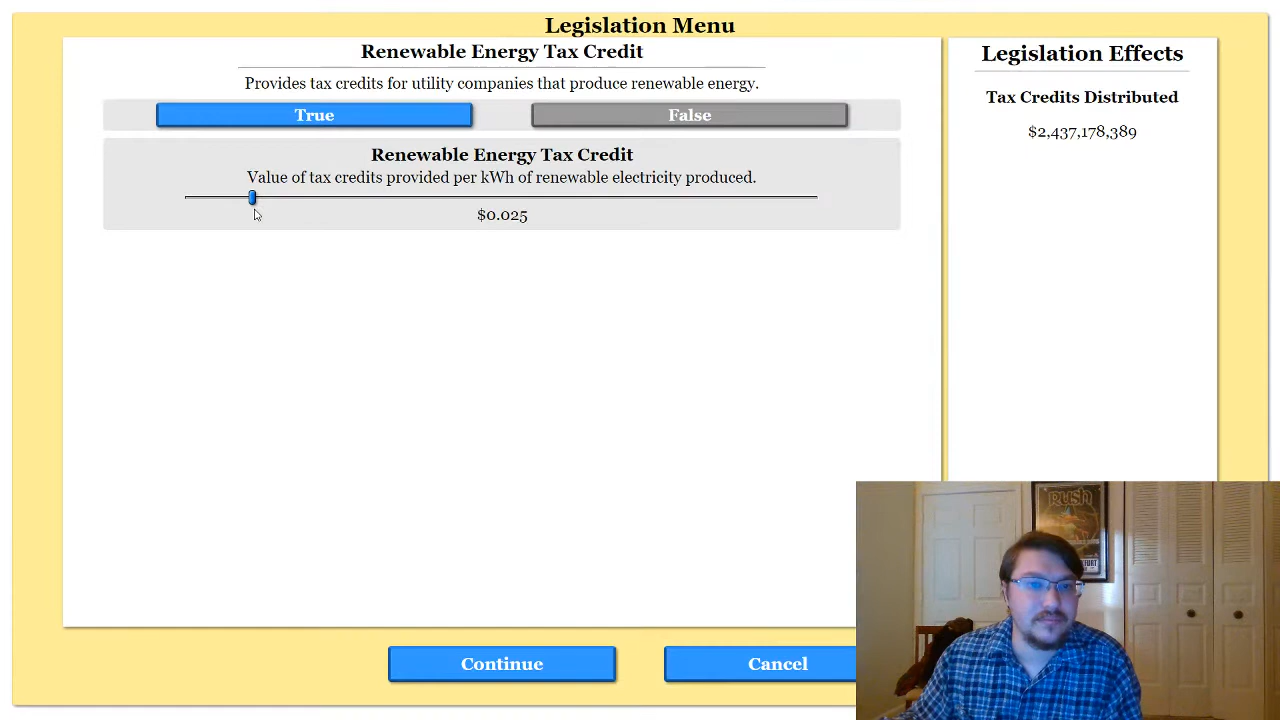 Legislation Menu
Renewable Energy Tax Credit
Provides tax credits for utility companies that produce renewable energy.
True
False
Renewable Energy Tax Credit
Value of tax credits provided per kWh of renewable electricity produced.
$0.025
Legislation Effects
Tax Credits Distributed
$2,437,178,389
Continue
Cancel
RUSH